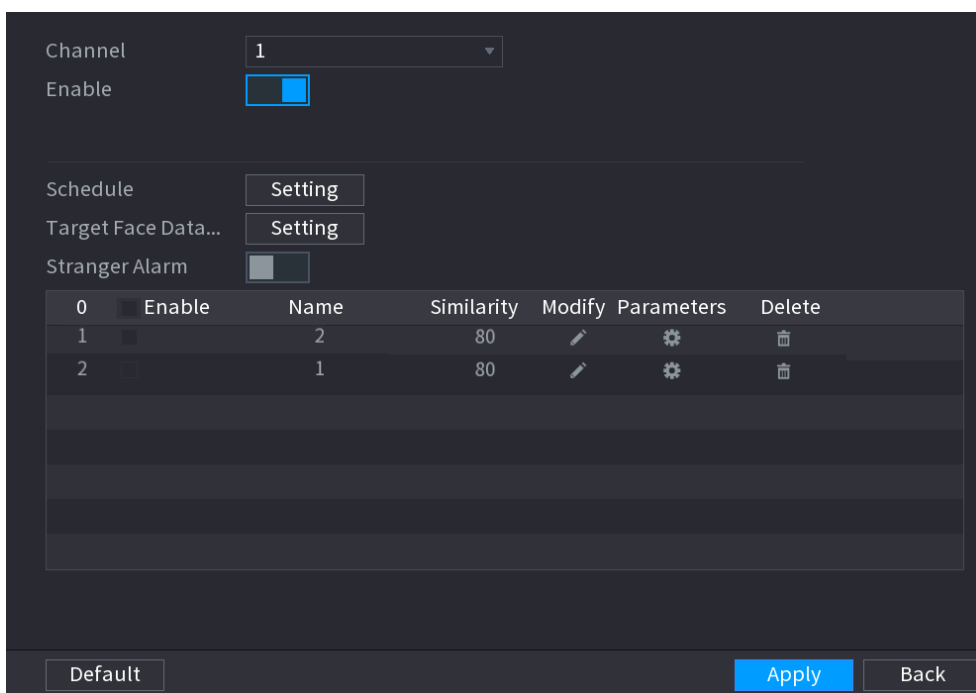 Channel 1
Enable
Schedule Setting
Target Face Data... Setting
Stranger Alarm
0 Enable Name Similarity Modify Parameters Delete
1 2 80
2 1 80
Default Apply Back